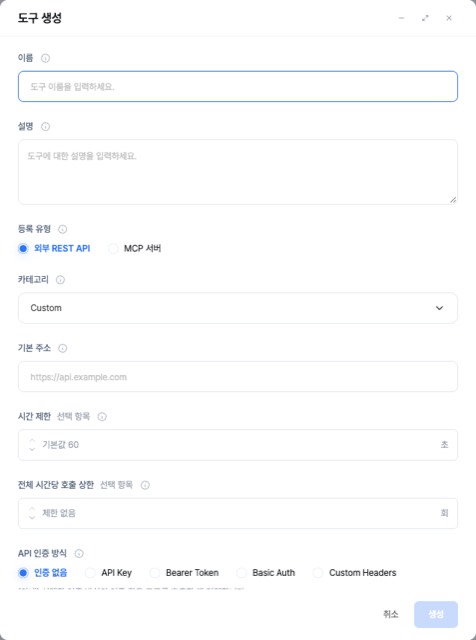 도구 생성
이름
도구 이름을 입력하세요.
설명
도구에 대한 설명을 입력하세요.
등록 유형
외부 REST API
MCP 서버
카테고리
Custom
기본 주소
https://api.example.com
시간 제한 선택 항목
기본값 60
초
전체 시간당 호출 상한 선택 항목
제한 없음
회
API 인증 방식
인증 없음
API Key
Bearer Token
Basic Auth
Custom Headers
취소
생성